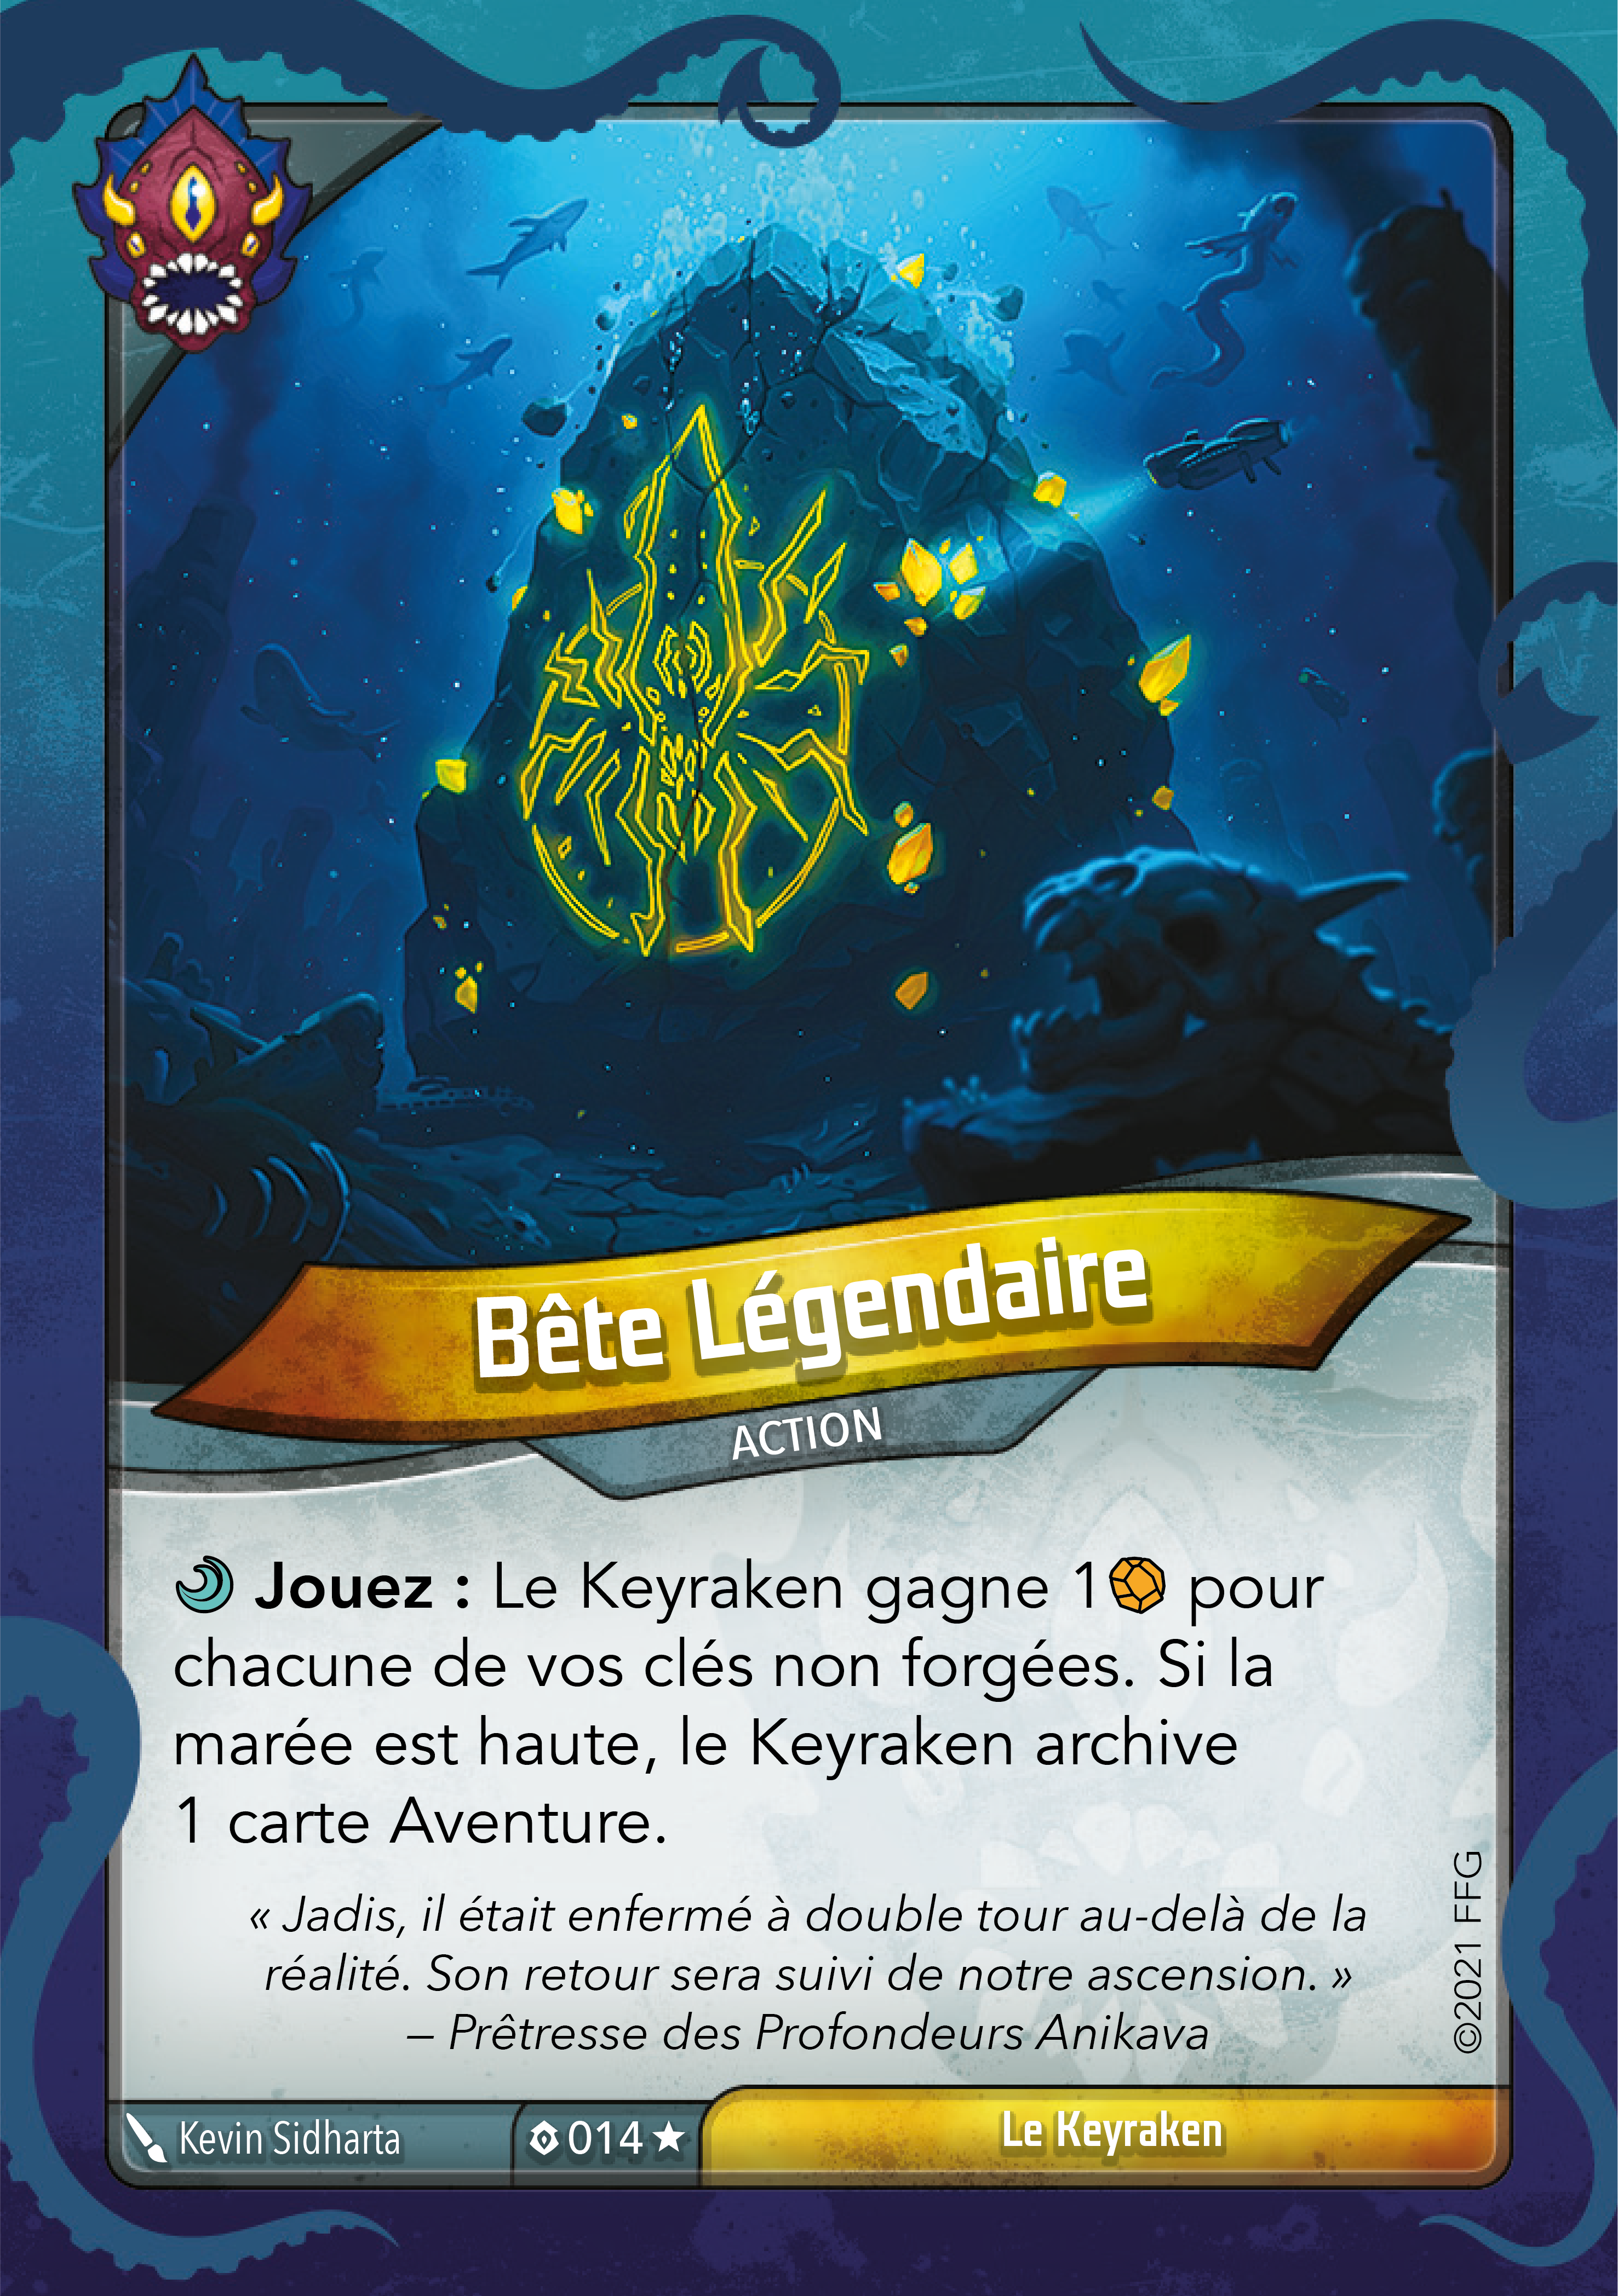 Bête Légendaire
ACTION
Jouez : Le Keyraken gagne 1 pour
chacune de vos clés non forgées. Si la
marée est haute, le Keyraken archive
1 carte Aventure.
« Jadis, il était enfermé à double tour au-delà de la
réalité. Son retour sera suivi de notre ascension. »
– Prêtresse des Profondeurs Anikava
©2021 FFG
Kevin Sidharta
014
Le Keyraken